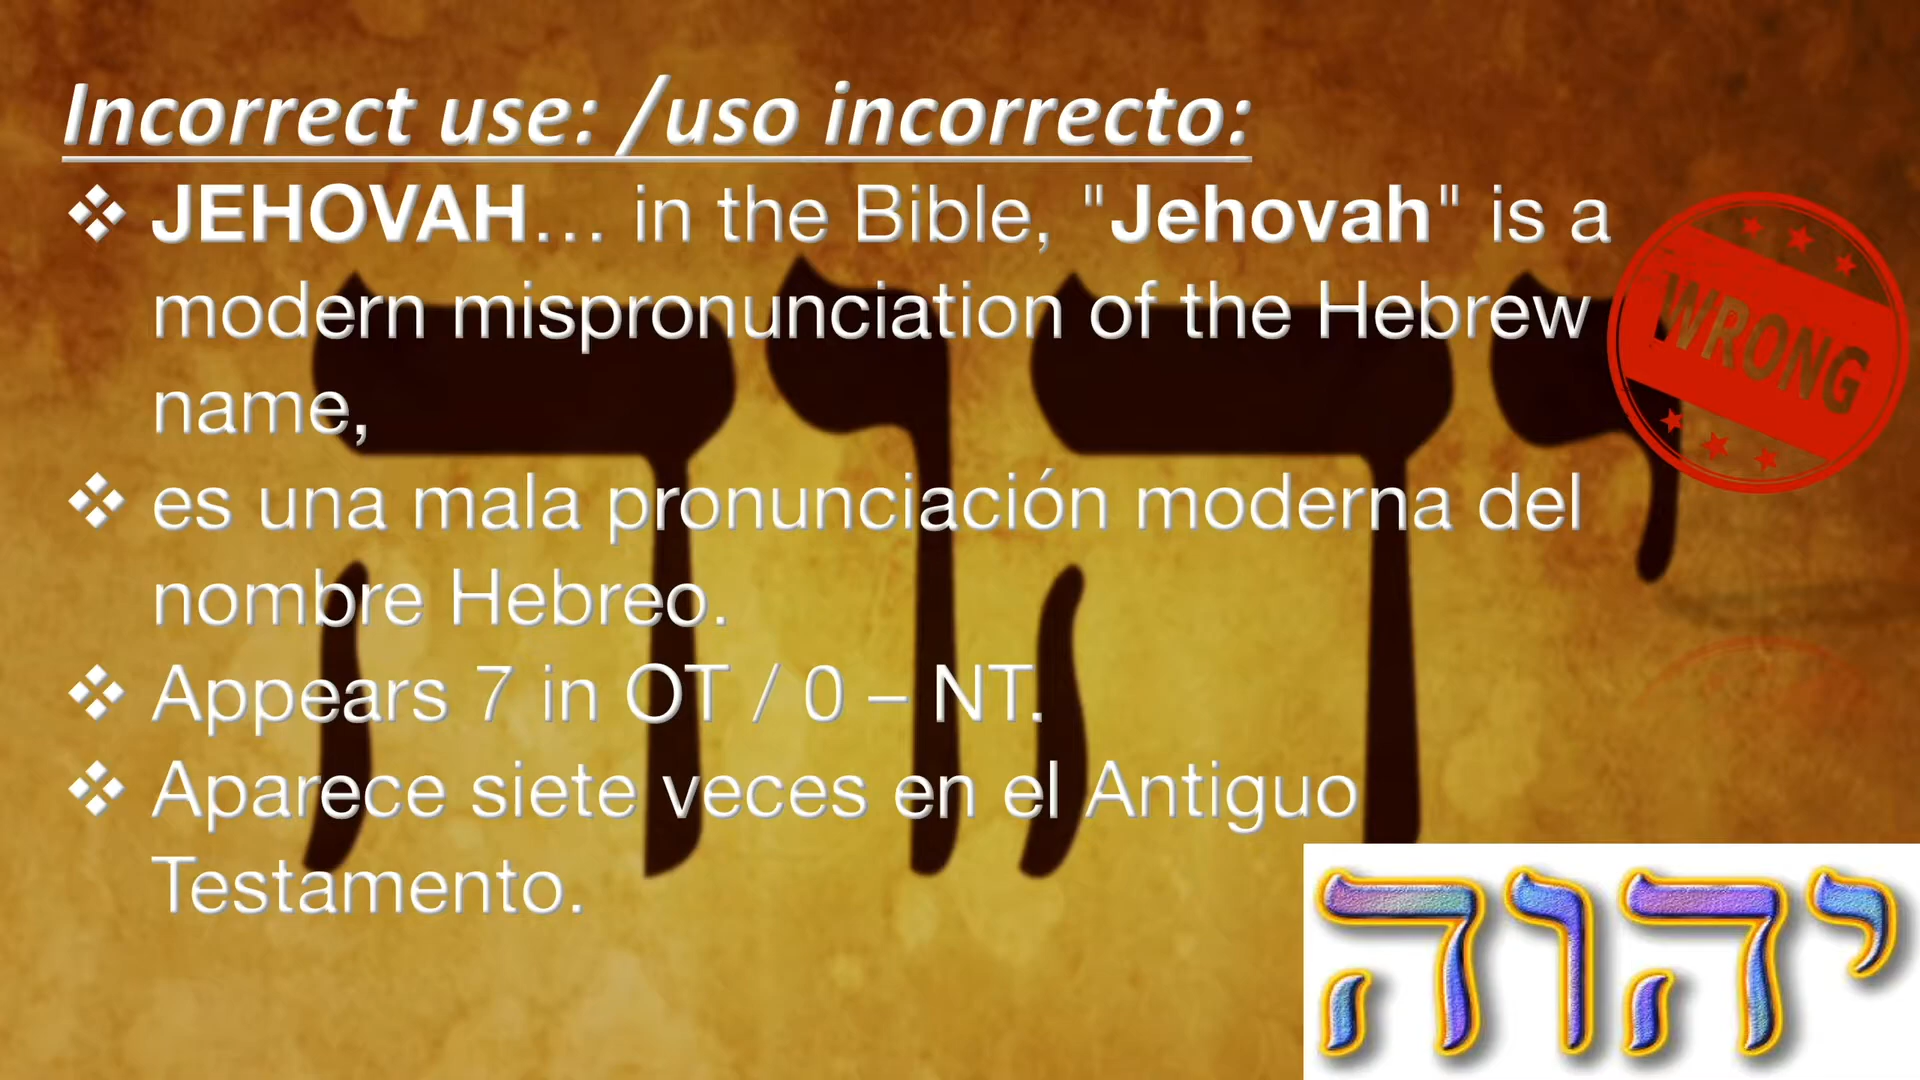 Incorrect use: /uso incorrecto:
❖ JEHOVAH… in the Bible, "Jehovah" is a
modern mispronunciation of the Hebrew
name,
❖ es una mala pronunciación moderna del
nombre Hebreo.
❖ Appears 7 in OT / 0 – NT.
❖ Aparece siete veces en el Antiguo
Testamento.
WRONG
יהוה
יהוה